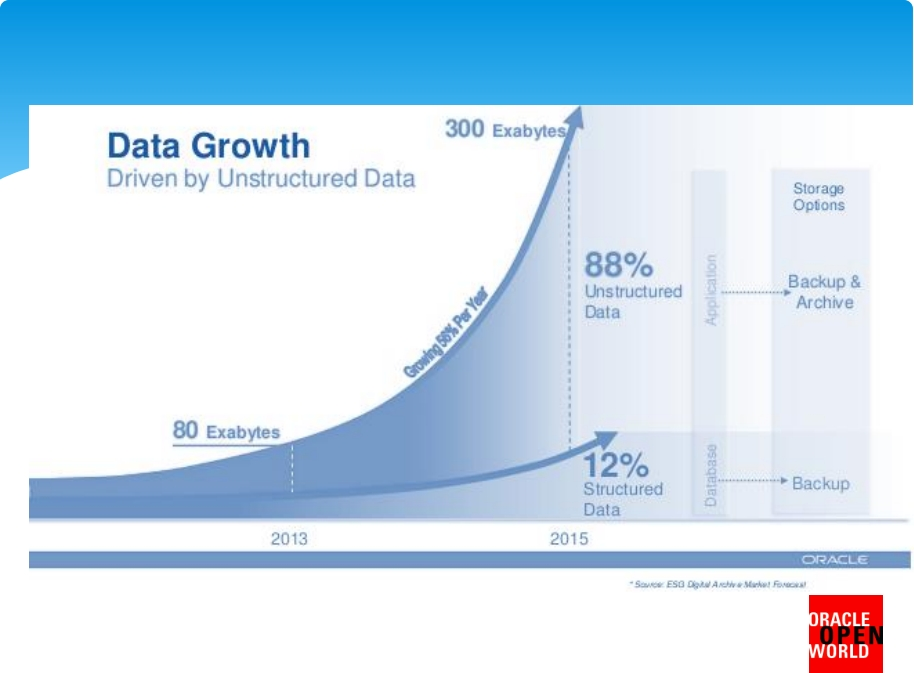 Data Growth
Driven by Unstructured Data
300 Exabytes
Growing 56% Per Year
80 Exabytes
88%
Unstructured
Data
12%
Structured
Data
Application
Database
Storage
Options
Backup &
Archive
Backup
2013
2015
ORACLE
* Source: ESG Digital Archive Market Forecast
ORACLE
OPEN
WORLD